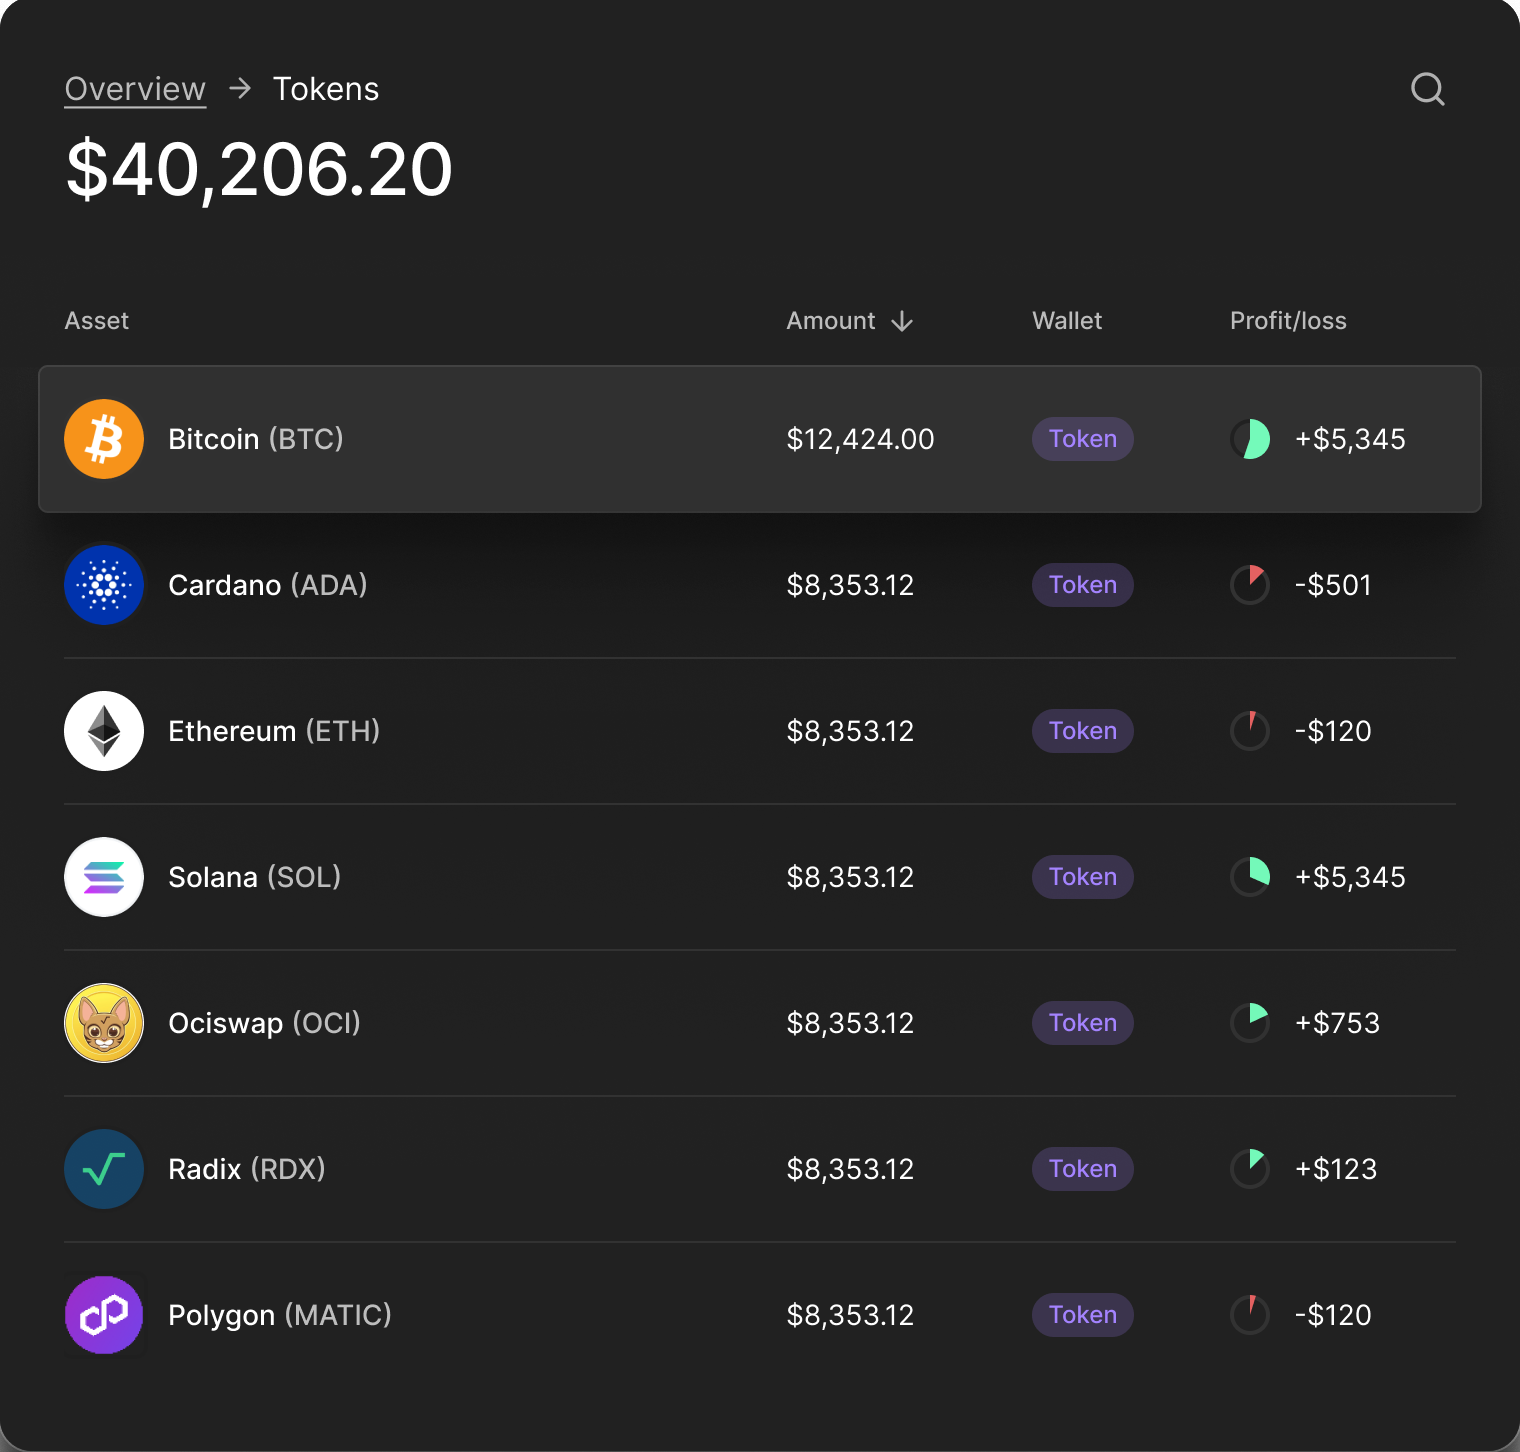 Overview → Tokens
$40,206.20
Asset Amount ↓ Wallet Profit/loss
Bitcoin (BTC) $12,424.00 Token +$5,345
Cardano (ADA) $8,353.12 Token -$501
Ethereum (ETH) $8,353.12 Token -$120
Solana (SOL) $8,353.12 Token +$5,345
Ociswap (OCI) $8,353.12 Token +$753
Radix (RDX) $8,353.12 Token +$123
Polygon (MATIC) $8,353.12 Token -$120